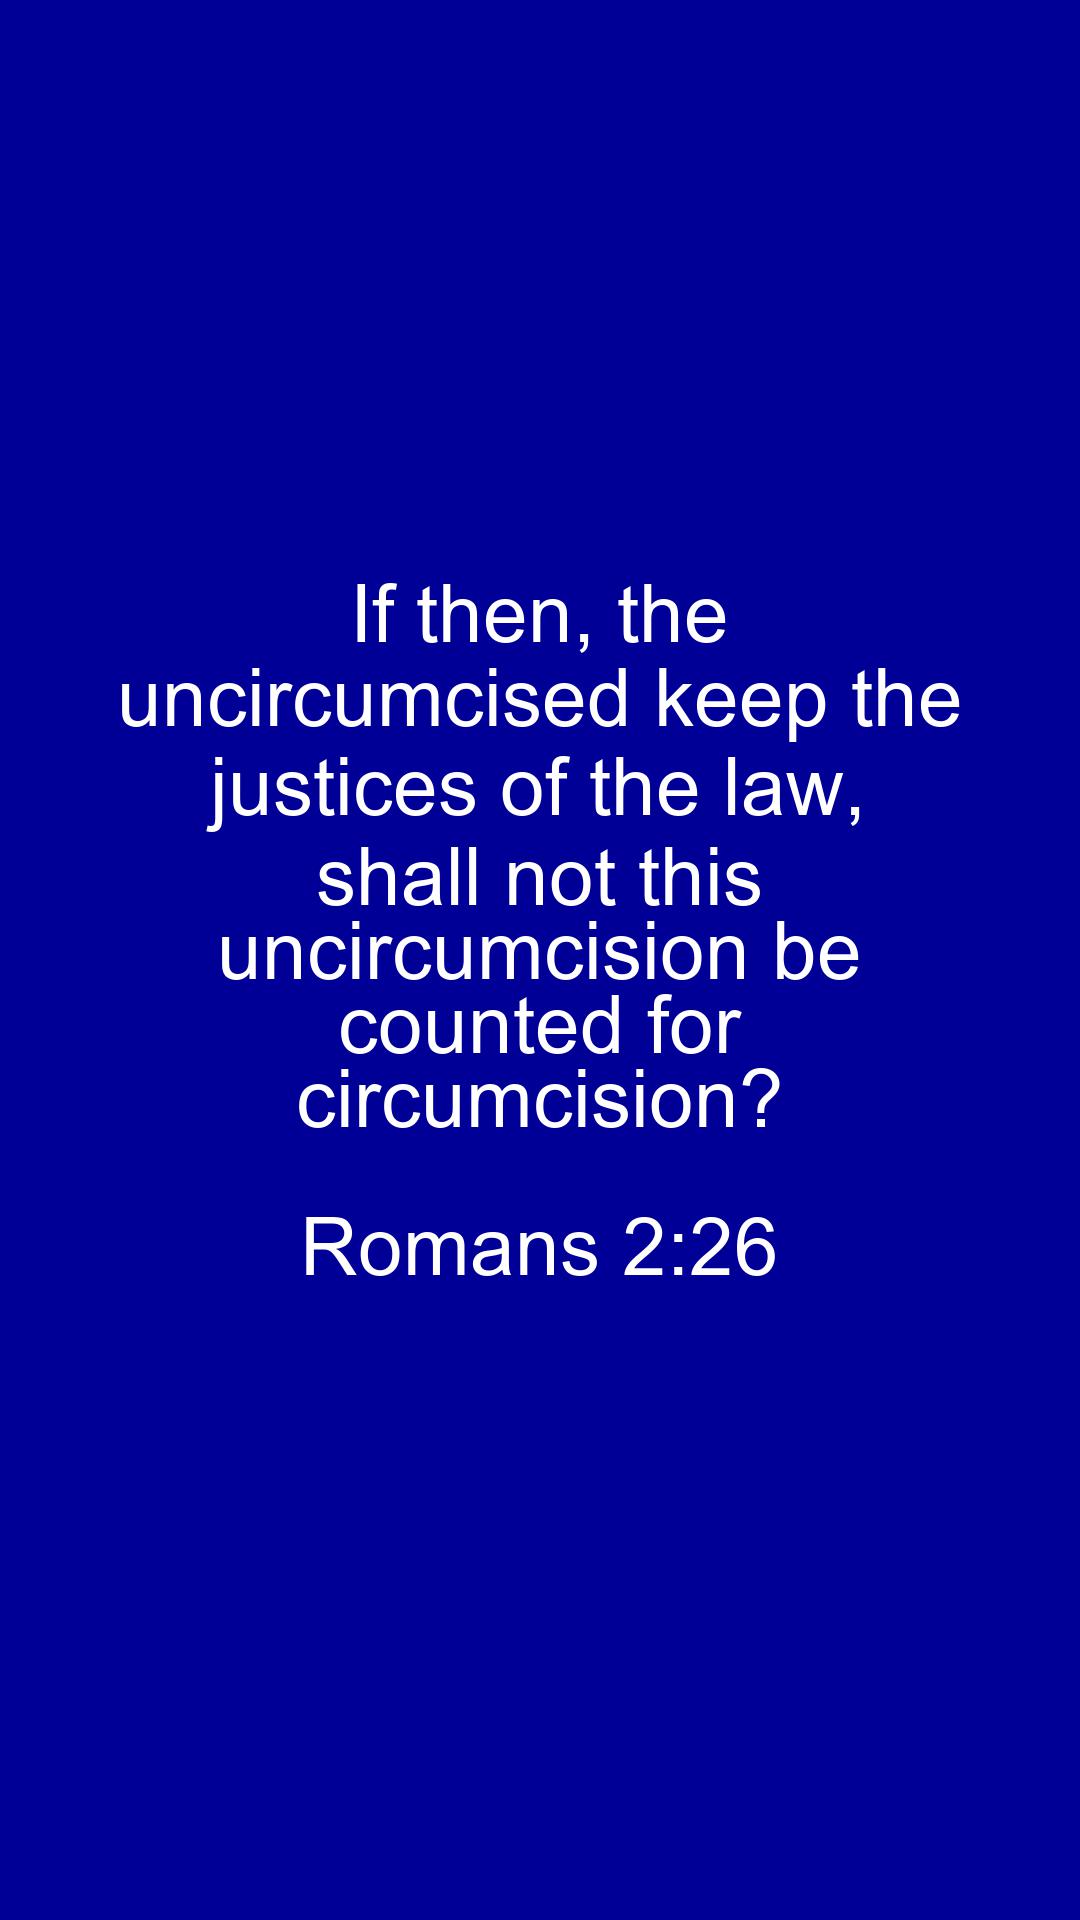 If then, the
uncircumcised keep the
justices of the law,
shall not this
uncircumcision be
counted for
circumcision?
Romans 2:26